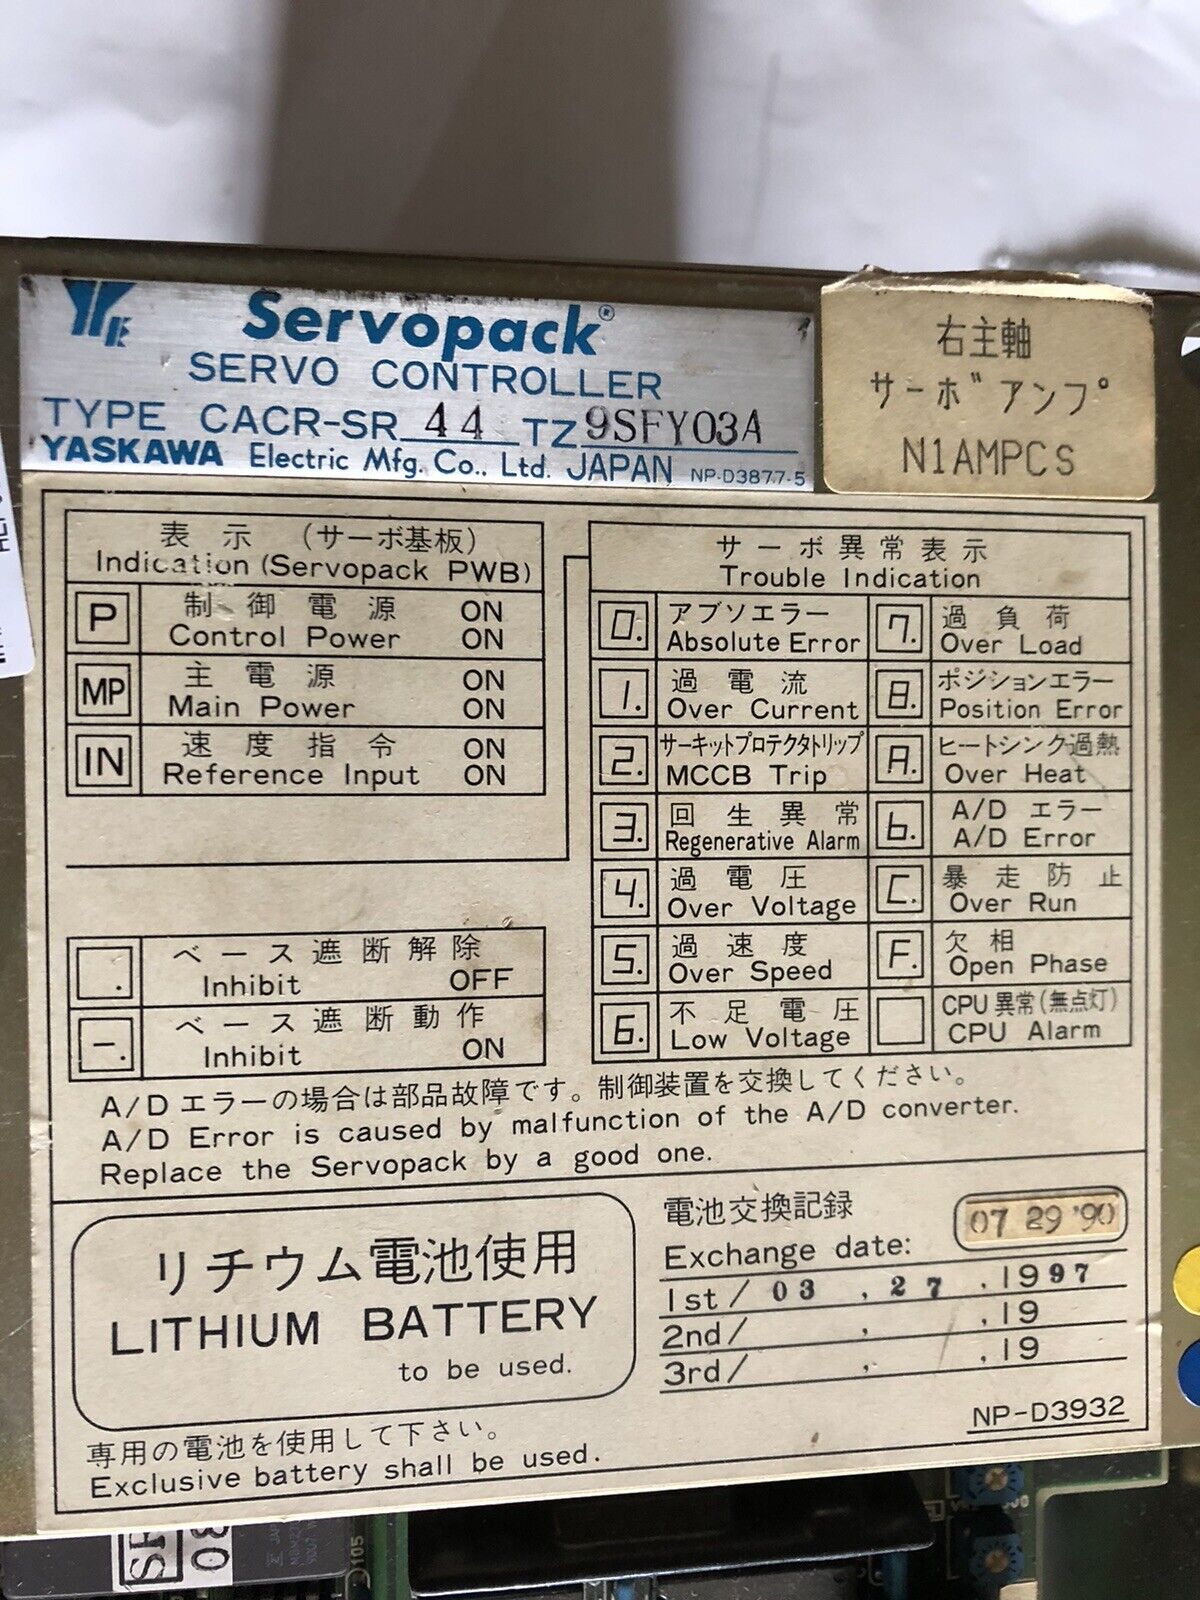 Servopack®
SERVO CONTROLLER
TYPE CACR-SR 44 TZ 9SFY03A
YASKAWA Electric Mfg. Co., Ltd. JAPAN NP-D3877-5
右主軸
サーボアンプ
N1AMPCS
表示 (サーボ基板)
Indication (Servopack PWB)
P 制御電源 ON
Control Power ON
MP 主電源 ON
Main Power ON
IN 速度指令 ON
Reference Input ON
. ベース遮断解除
Inhibit OFF
-. ベース遮断動作
Inhibit ON
サーボ異常表示
Trouble Indication
0. アブソエラー
Absolute Error
1. 過電流
Over Current
2. サーキットプロテクタトリップ
MCCB Trip
3. 回生異常
Regenerative Alarm
4. 過電圧
Over Voltage
5. 過速度
Over Speed
6. 不足電圧
Low Voltage
7. 過負荷
Over Load
8. ポジションエラー
Position Error
A. ヒートシンク過熱
Over Heat
b. A/D エラー
A/D Error
C. 暴走防止
Over Run
F. 欠相
Open Phase
CPU異常(無点灯)
CPU Alarm
A/Dエラーの場合は部品故障です。制御装置を交換してください。
A/D Error is caused by malfunction of the A/D converter.
Replace the Servopack by a good one.
リチウム電池使用
LITHIUM BATTERY
to be used.
専用の電池を使用して下さい。
Exclusive battery shall be used.
電池交換記録
Exchange date: 07 29 '90
1st / 03 . 27 . 1997
2nd/ . . 19
3rd/ . . 19
NP-D3932
105